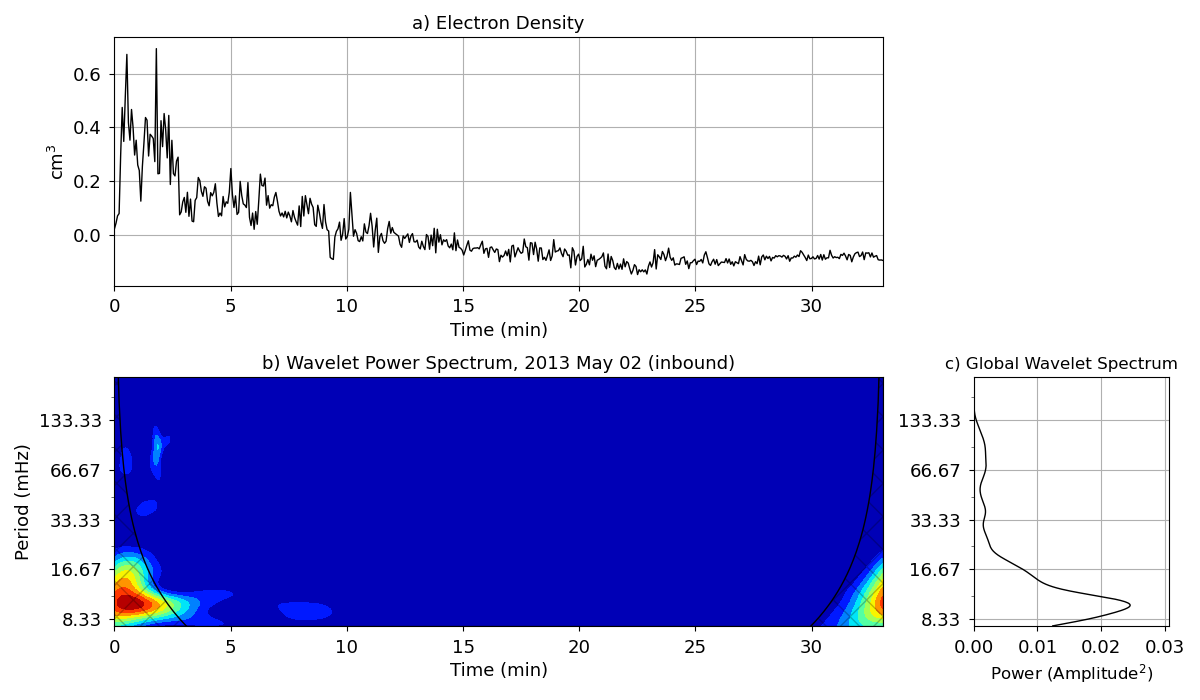 a) Electron Density
0.6
0.4
0.2
0.0
cm³
0 5 10 15 20 25 30
Time (min)
b) Wavelet Power Spectrum, 2013 May 02 (inbound)
133.33
66.67
33.33
16.67
8.33
Period (mHz)
0 5 10 15 20 25 30
Time (min)
c) Global Wavelet Spectrum
133.33
66.67
33.33
16.67
8.33
0.00 0.01 0.02 0.03
Power (Amplitude²)